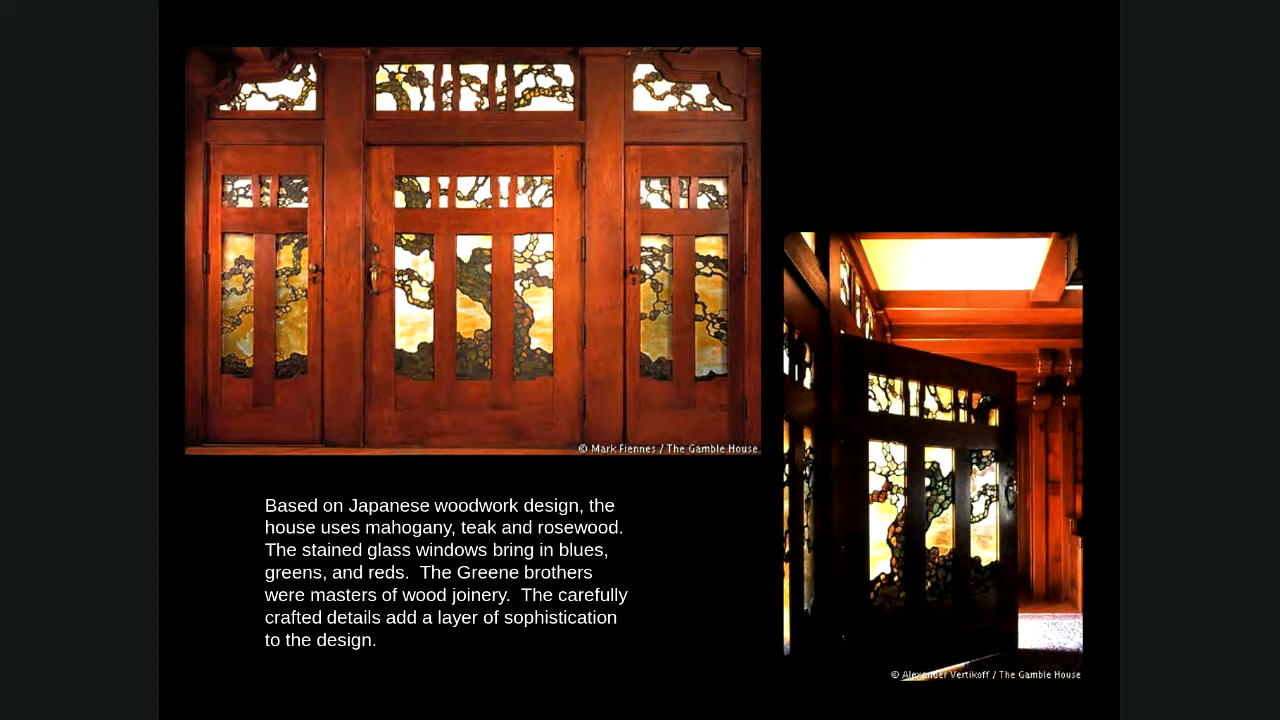 © Mark Fiennes / The Gamble House
Based on Japanese woodwork design, the
house uses mahogany, teak and rosewood.
The stained glass windows bring in blues,
greens, and reds.  The Greene brothers
were masters of wood joinery.  The carefully
crafted details add a layer of sophistication
to the design.
© Alexander Vertikoff / The Gamble House